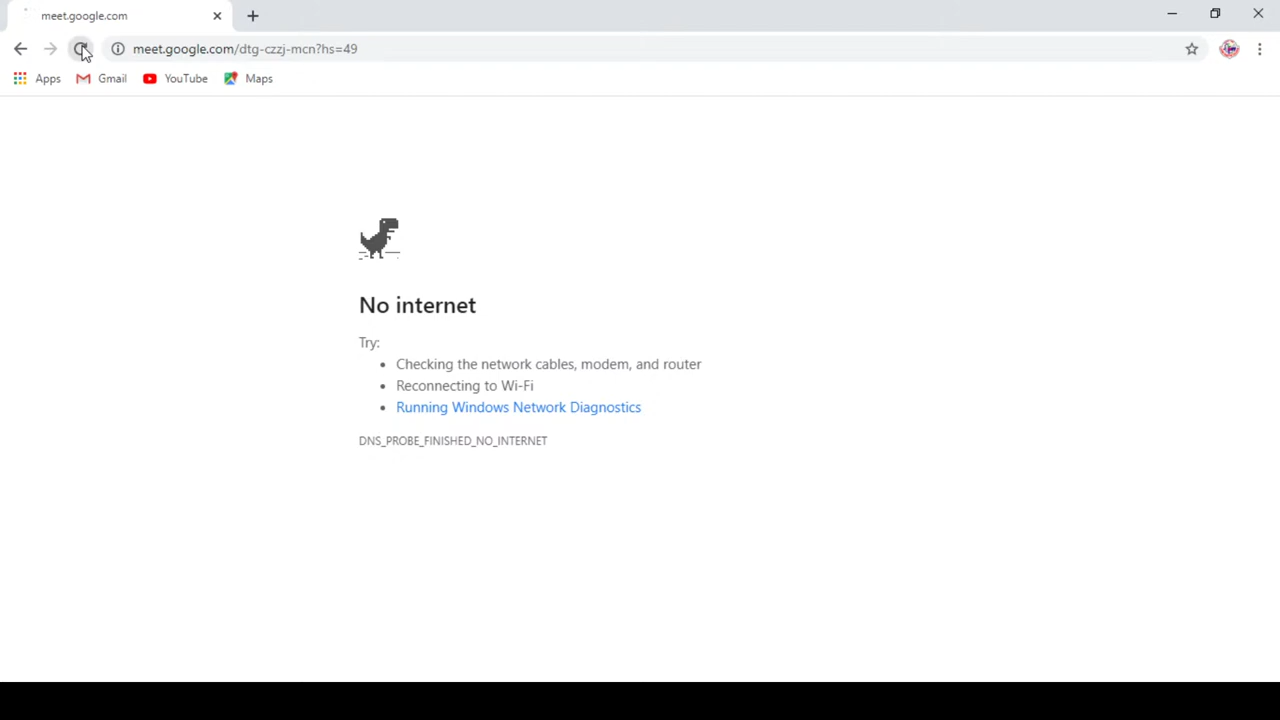 meet.google.com
meet.google.com/dtg-czzj-mcn?hs=49
Apps Gmail YouTube Maps
No internet
Try:
• Checking the network cables, modem, and router
• Reconnecting to Wi-Fi
• Running Windows Network Diagnostics
DNS_PROBE_FINISHED_NO_INTERNET